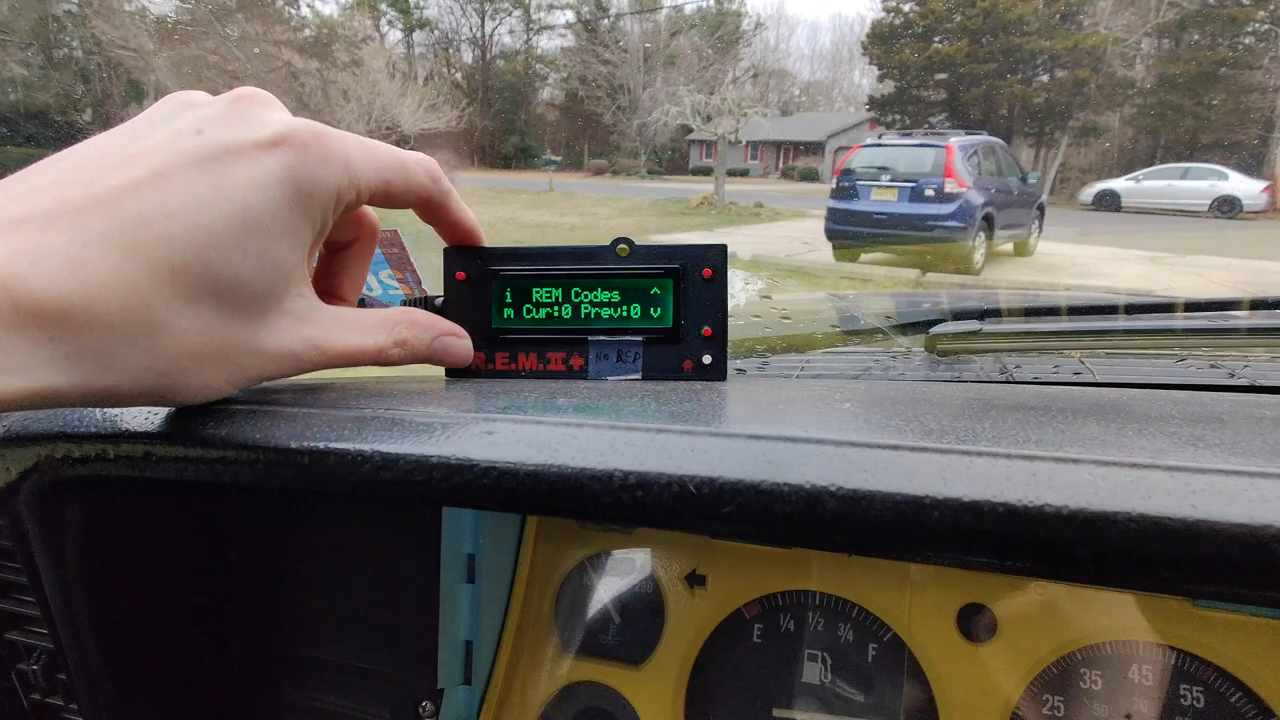 i REM Codes ^
m Cur:0 Prev:0 v
R.E.M.II
No REP
E 1/4 1/2 3/4 F
25 35 45 55